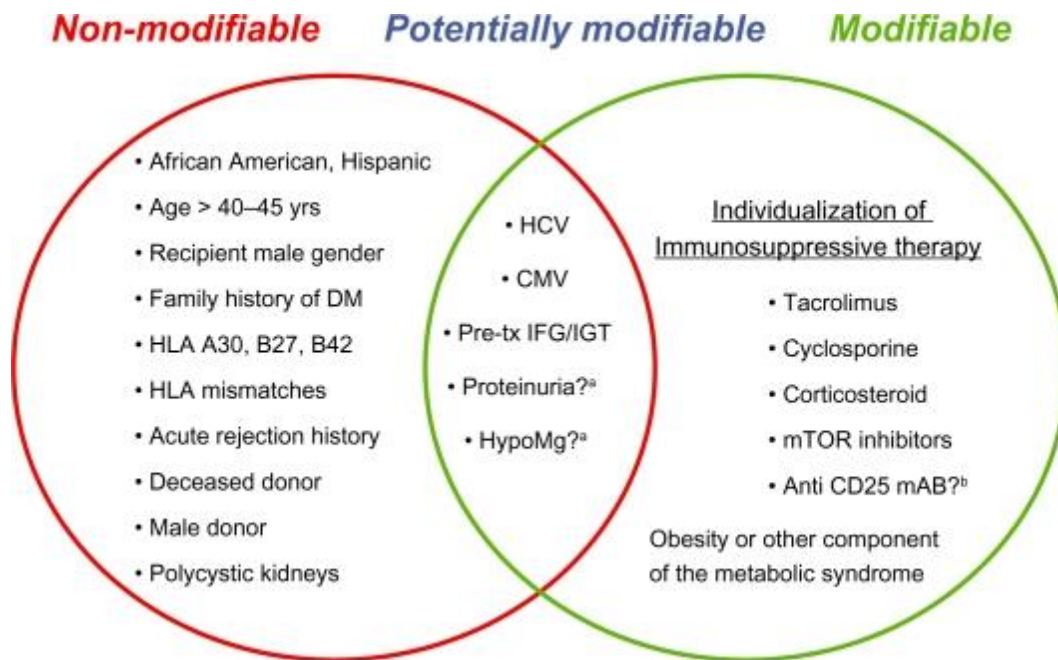 Non-modifiable Potentially modifiable Modifiable
• African American, Hispanic
• Age > 40–45 yrs
• Recipient male gender
• Family history of DM
• HLA A30, B27, B42
• HLA mismatches
• Acute rejection history
• Deceased donor
• Male donor
• Polycystic kidneys
• HCV
• CMV
• Pre-tx IFG/IGT
• Proteinuria?ᵃ
• HypoMg?ᵃ
Individualization of
Immunosuppressive therapy
• Tacrolimus
• Cyclosporine
• Corticosteroid
• mTOR inhibitors
• Anti CD25 mAB?ᵇ
Obesity or other component
of the metabolic syndrome